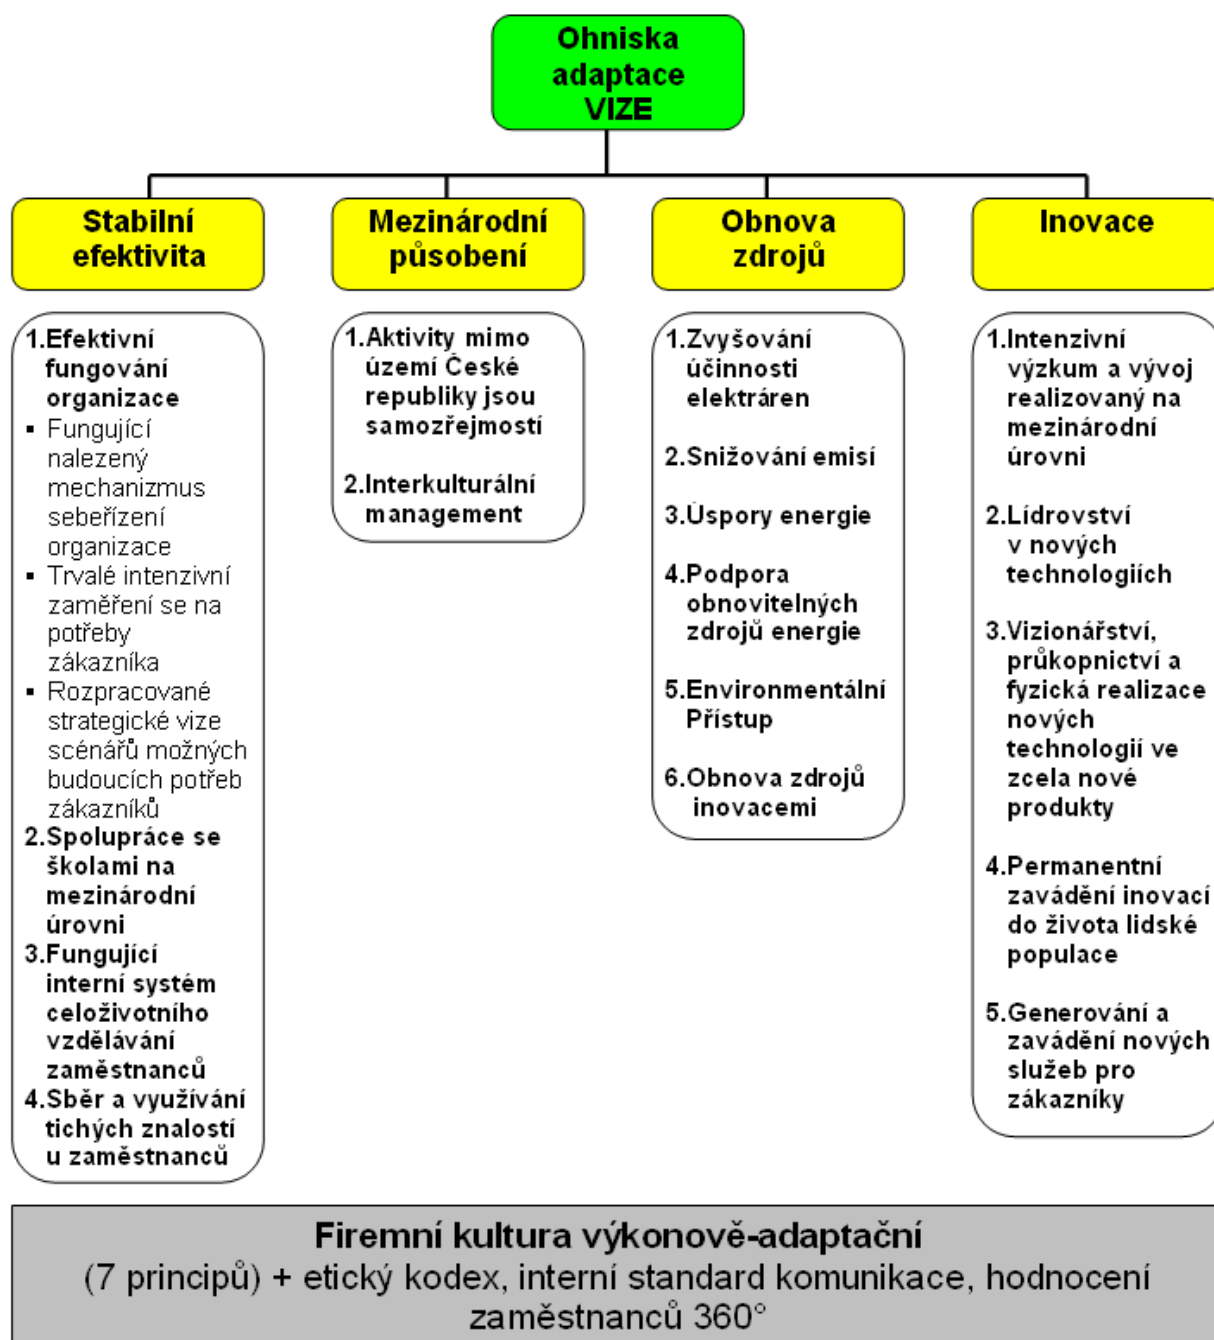 Ohniska
adaptace
VIZE
Stabilní
efektivita
Mezinárodní
působení
Obnova
zdrojů
Inovace
1.Efektivní
fungování
organizace
▪ Fungující
nalezený
mechanizmus
sebeřízení
organizace
▪ Trvalé intenzivní
zaměření se na
potřeby
zákazníka
▪ Rozpracované
strategické vize
scénářů možných
budoucích potřeb
zákazníků
2.Spolupráce se
školami na
mezinárodní
úrovni
3.Fungující
interní systém
celoživotního
vzdělávání
zaměstnanců
4.Sběr a využívání
tichých znalostí
u zaměstnanců
1.Aktivity mimo
území České
republiky jsou
samozřejmostí
2.Interkulturální
management
1.Zvyšování
účinnosti
elektráren
2.Snižování emisí
3.Úspory energie
4.Podpora
obnovitelných
zdrojů energie
5.Environmentální
Přístup
6.Obnova zdrojů
inovacemi
1.Intenzivní
výzkum a vývoj
realizovaný na
mezinárodní
úrovni
2.Lídrovství
v nových
technologiích
3.Vizionářství,
průkopnictví a
fyzická realizace
nových
technologií ve
zcela nové
produkty
4.Permanentní
zavádění inovací
do života lidské
populace
5.Generování a
zavádění nových
služeb pro
zákazníky
Firemní kultura výkonově-adaptační
(7 principů) + etický kodex, interní standard komunikace, hodnocení
zaměstnanců 360°